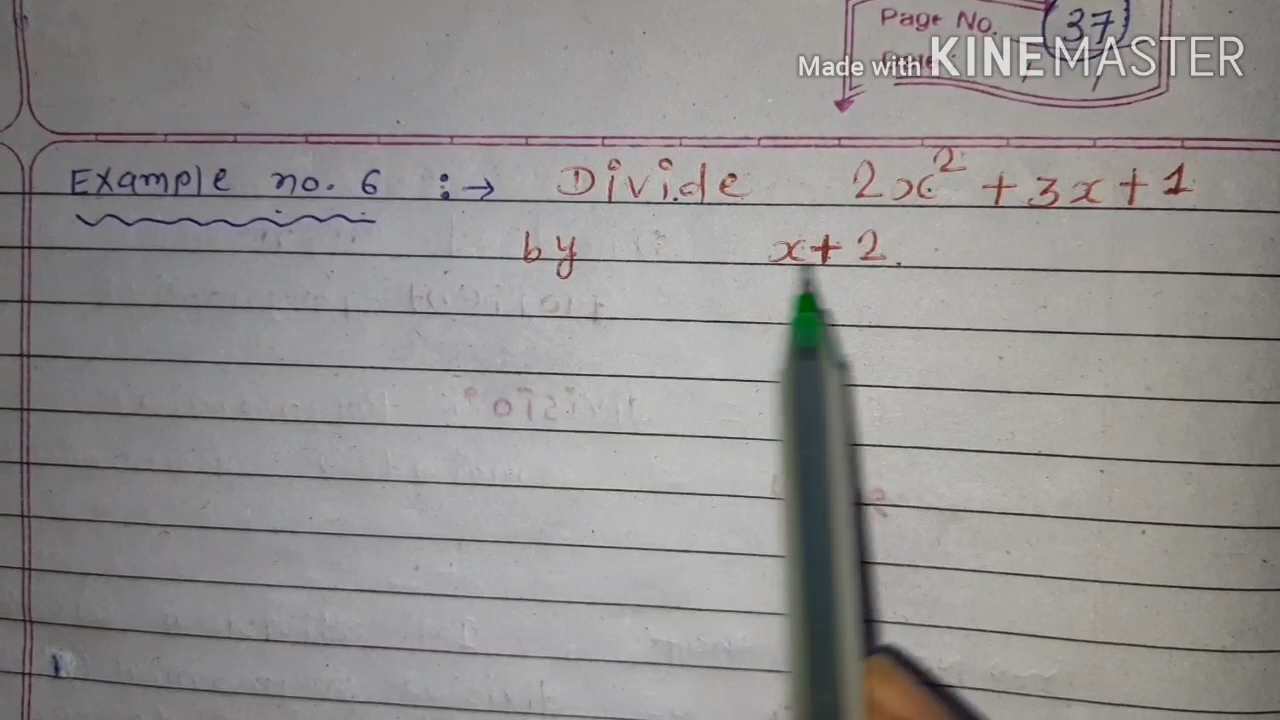 Page No. 37
Made with KINEMASTER
Example no. 6 :→ Divide 2x² + 3x + 1
by x + 2.